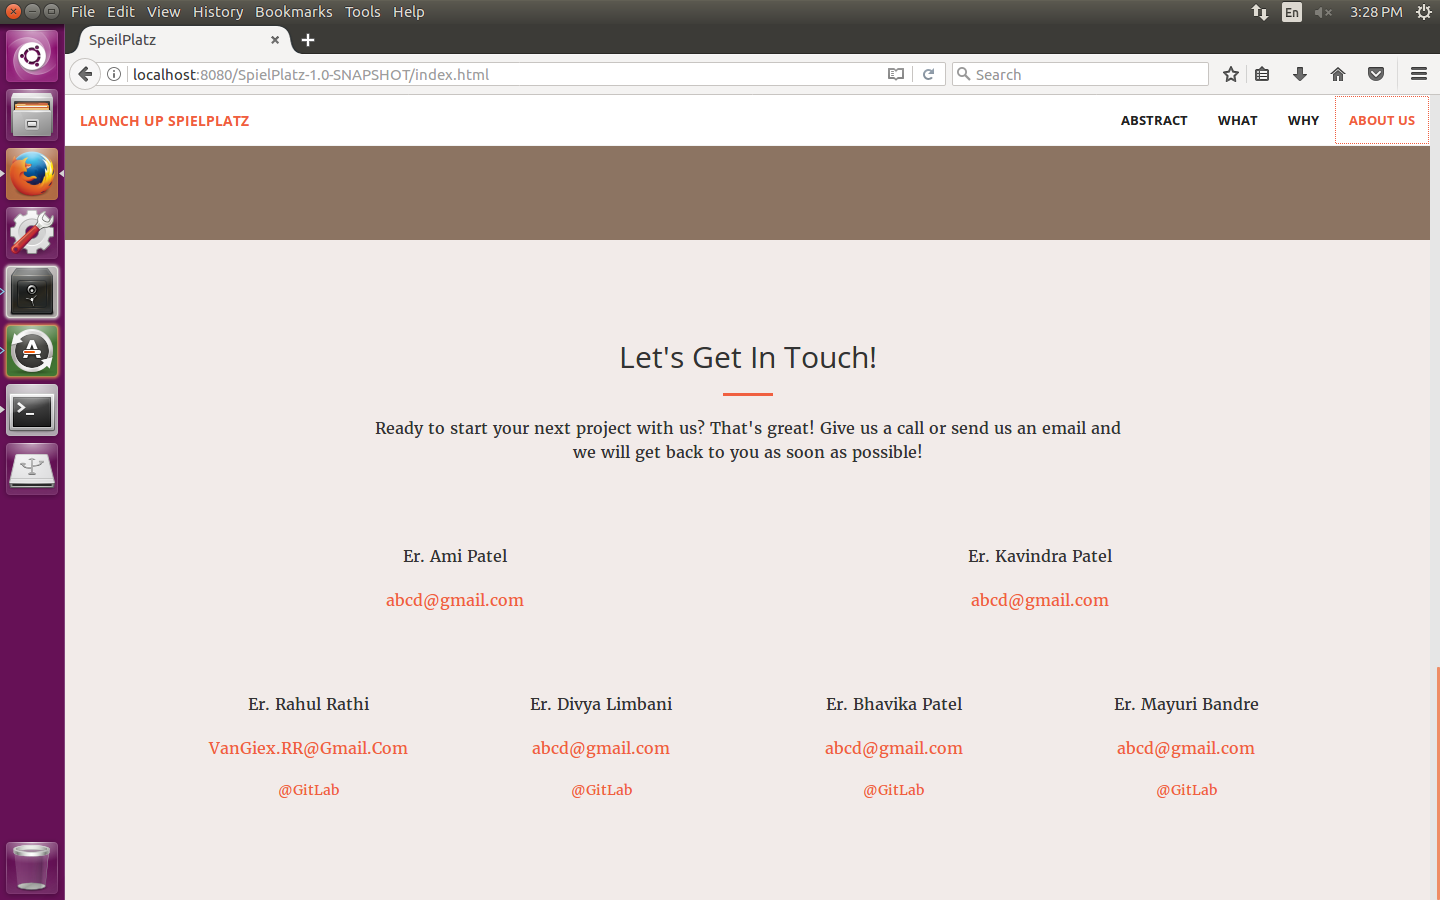 File Edit View History Bookmarks Tools Help
En
3:28 PM
SpeilPlatz
localhost:8080/SpielPlatz-1.0-SNAPSHOT/index.html
Search
LAUNCH UP SPIELPLATZ
ABSTRACT WHAT WHY ABOUT US
Let's Get In Touch!
Ready to start your next project with us? That's great! Give us a call or send us an email and
we will get back to you as soon as possible!
Er. Ami Patel Er. Kavindra Patel
abcd@gmail.com abcd@gmail.com
Er. Rahul Rathi Er. Divya Limbani Er. Bhavika Patel Er. Mayuri Bandre
VanGiex.RR@Gmail.Com abcd@gmail.com abcd@gmail.com abcd@gmail.com
@GitLab @GitLab @GitLab @GitLab